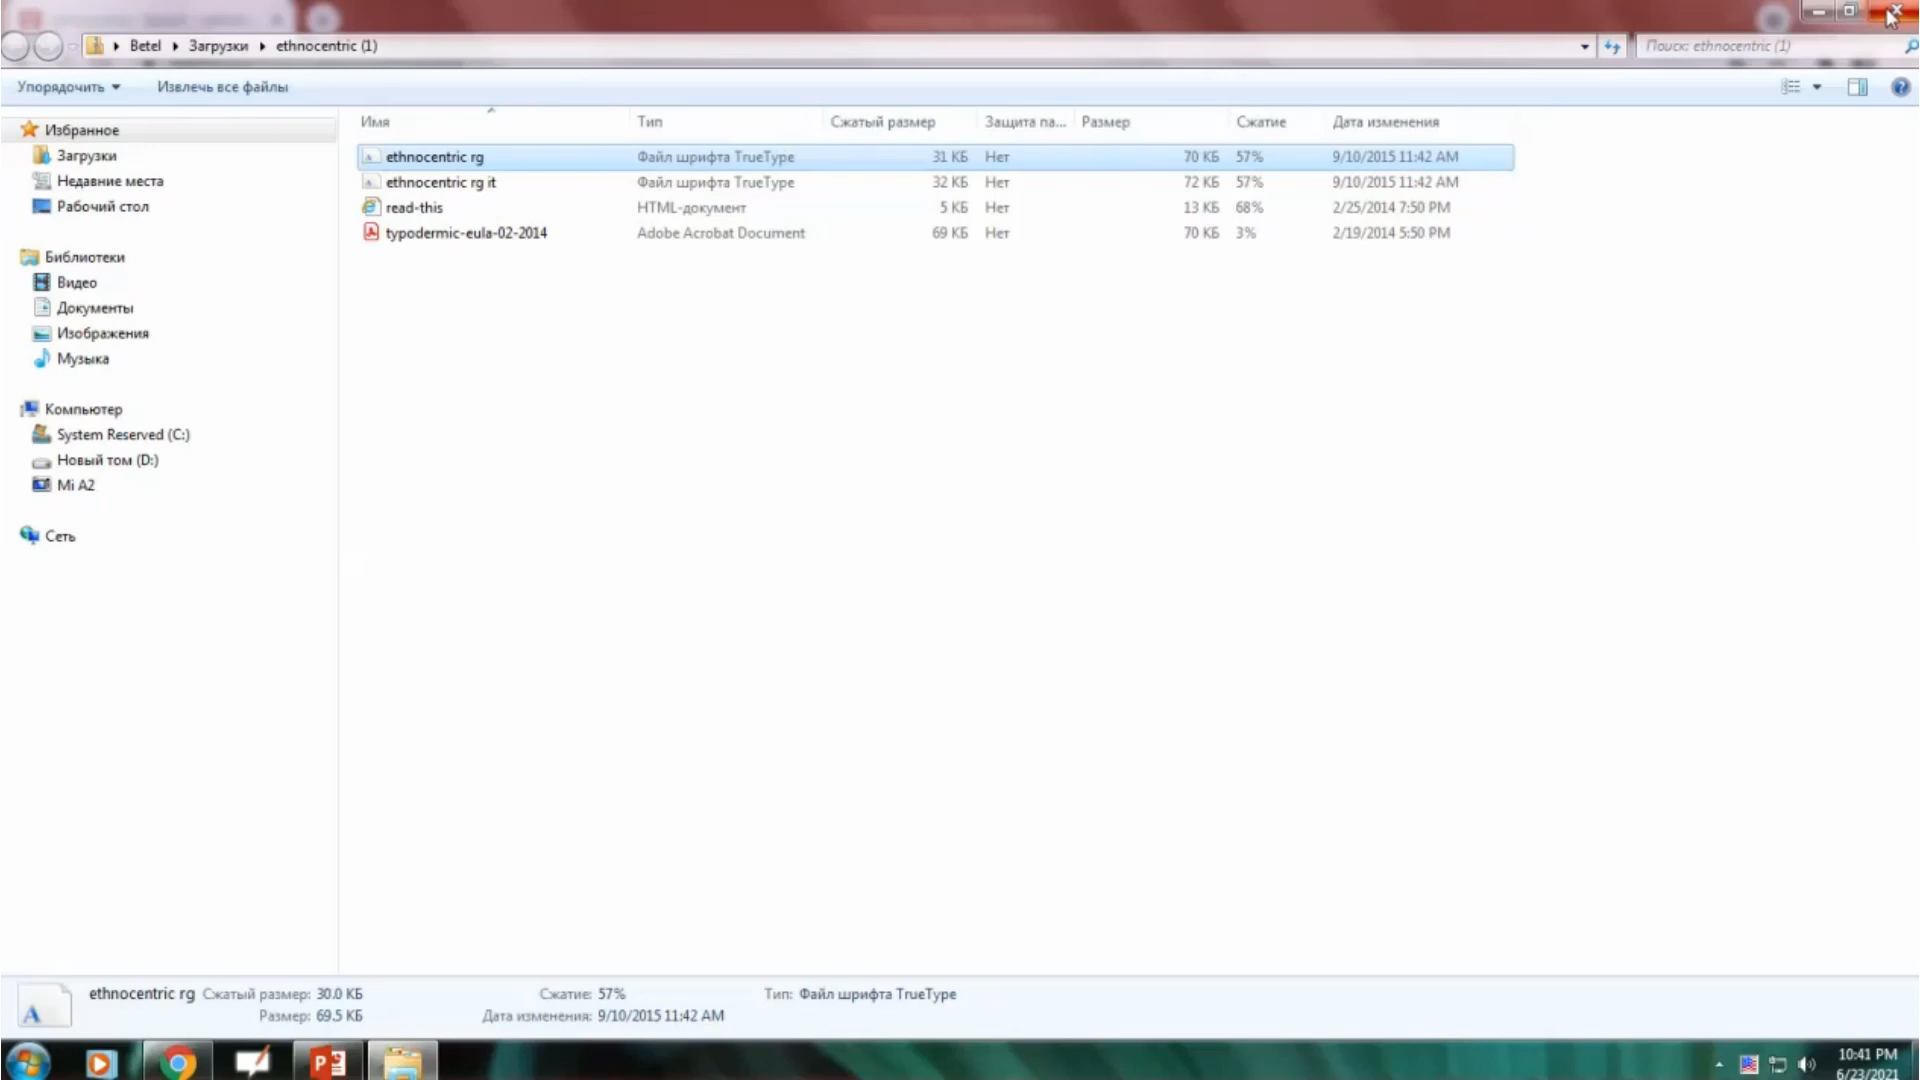 Betel ▸ Загрузки ▸ ethnocentric (1)
Поиск: ethnocentric (1)
Упорядочить
Извлечь все файлы
Имя Тип Сжатый размер Защита па... Размер Сжатие Дата изменения
ethnocentric rg Файл шрифта TrueType 31 КБ Нет 70 КБ 57% 9/10/2015 11:42 AM
ethnocentric rg it Файл шрифта TrueType 32 КБ Нет 72 КБ 57% 9/10/2015 11:42 AM
read-this HTML-документ 5 КБ Нет 13 КБ 68% 2/25/2014 7:50 PM
typodermic-eula-02-2014 Adobe Acrobat Document 69 КБ Нет 70 КБ 3% 2/19/2014 5:50 PM
Избранное
Загрузки
Недавние места
Рабочий стол
Библиотеки
Видео
Документы
Изображения
Музыка
Компьютер
System Reserved (C:)
Новый том (D:)
Mi A2
Сеть
ethnocentric rg Сжатый размер: 30.0 КБ Сжатие: 57% Тип: Файл шрифта TrueType
Размер: 69.5 КБ Дата изменения: 9/10/2015 11:42 AM
10:41 PM
6/23/2021